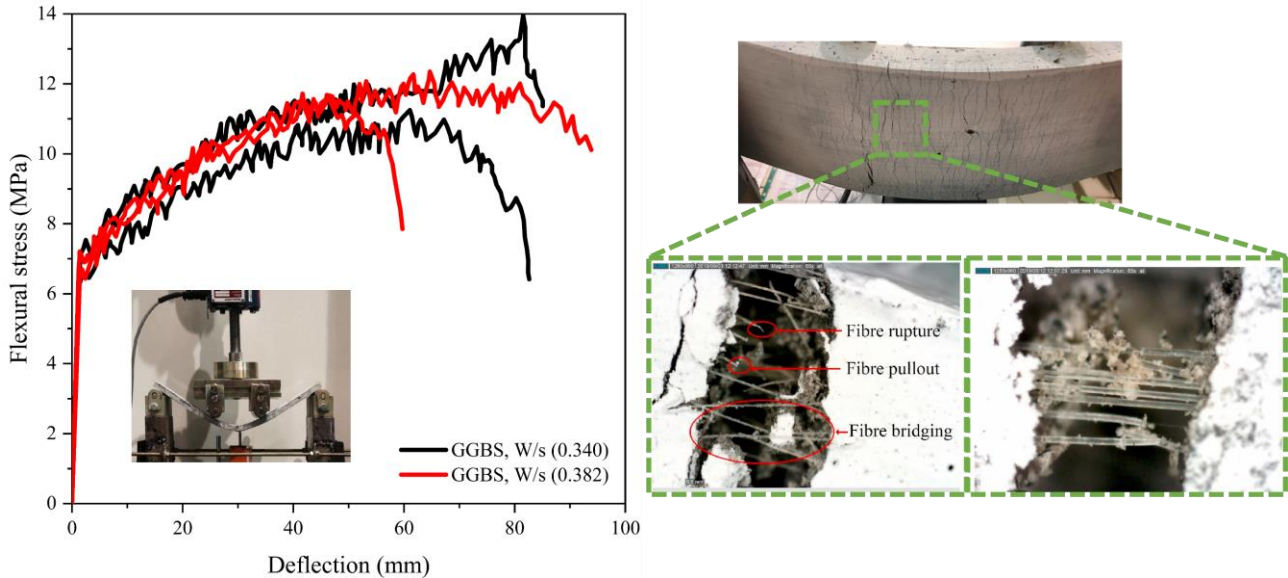 14
12
10
8
6
4
2
0
Flexural stress (MPa)
0
20
40
60
80
100
Deflection (mm)
GGBS, W/s (0.340)
GGBS, W/s (0.382)
Fibre rupture
Fibre pullout
Fibre bridging